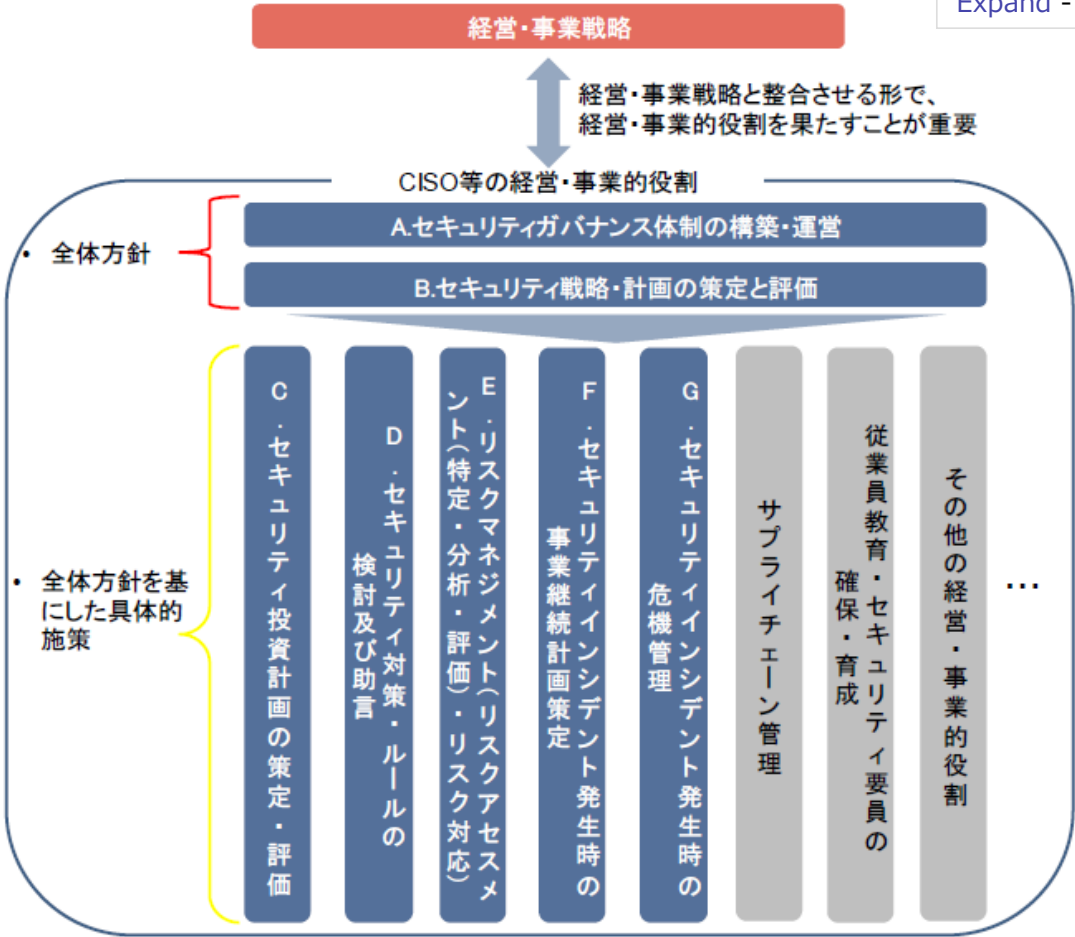 Expand -
経営・事業戦略
経営・事業戦略と整合させる形で、
経営・事業的役割を果たすことが重要
CISO等の経営・事業的役割
• 全体方針
A.セキュリティガバナンス体制の構築・運営
B.セキュリティ戦略・計画の策定と評価
• 全体方針を基
にした具体的
施策
C.セキュリティ投資計画の策定・評価
D.セキュリティ対策・ルールの
検討及び助言
E.リスクマネジメント(リスクアセスメ
ント(特定・分析・評価)・リスク対応)
F.セキュリティインシデント発生時の
事業継続計画策定
G.セキュリティインシデント発生時の
危機管理
サプライチェーン管理
従業員教育・セキュリティ要員の
確保・育成
その他の経営・事業的役割
…